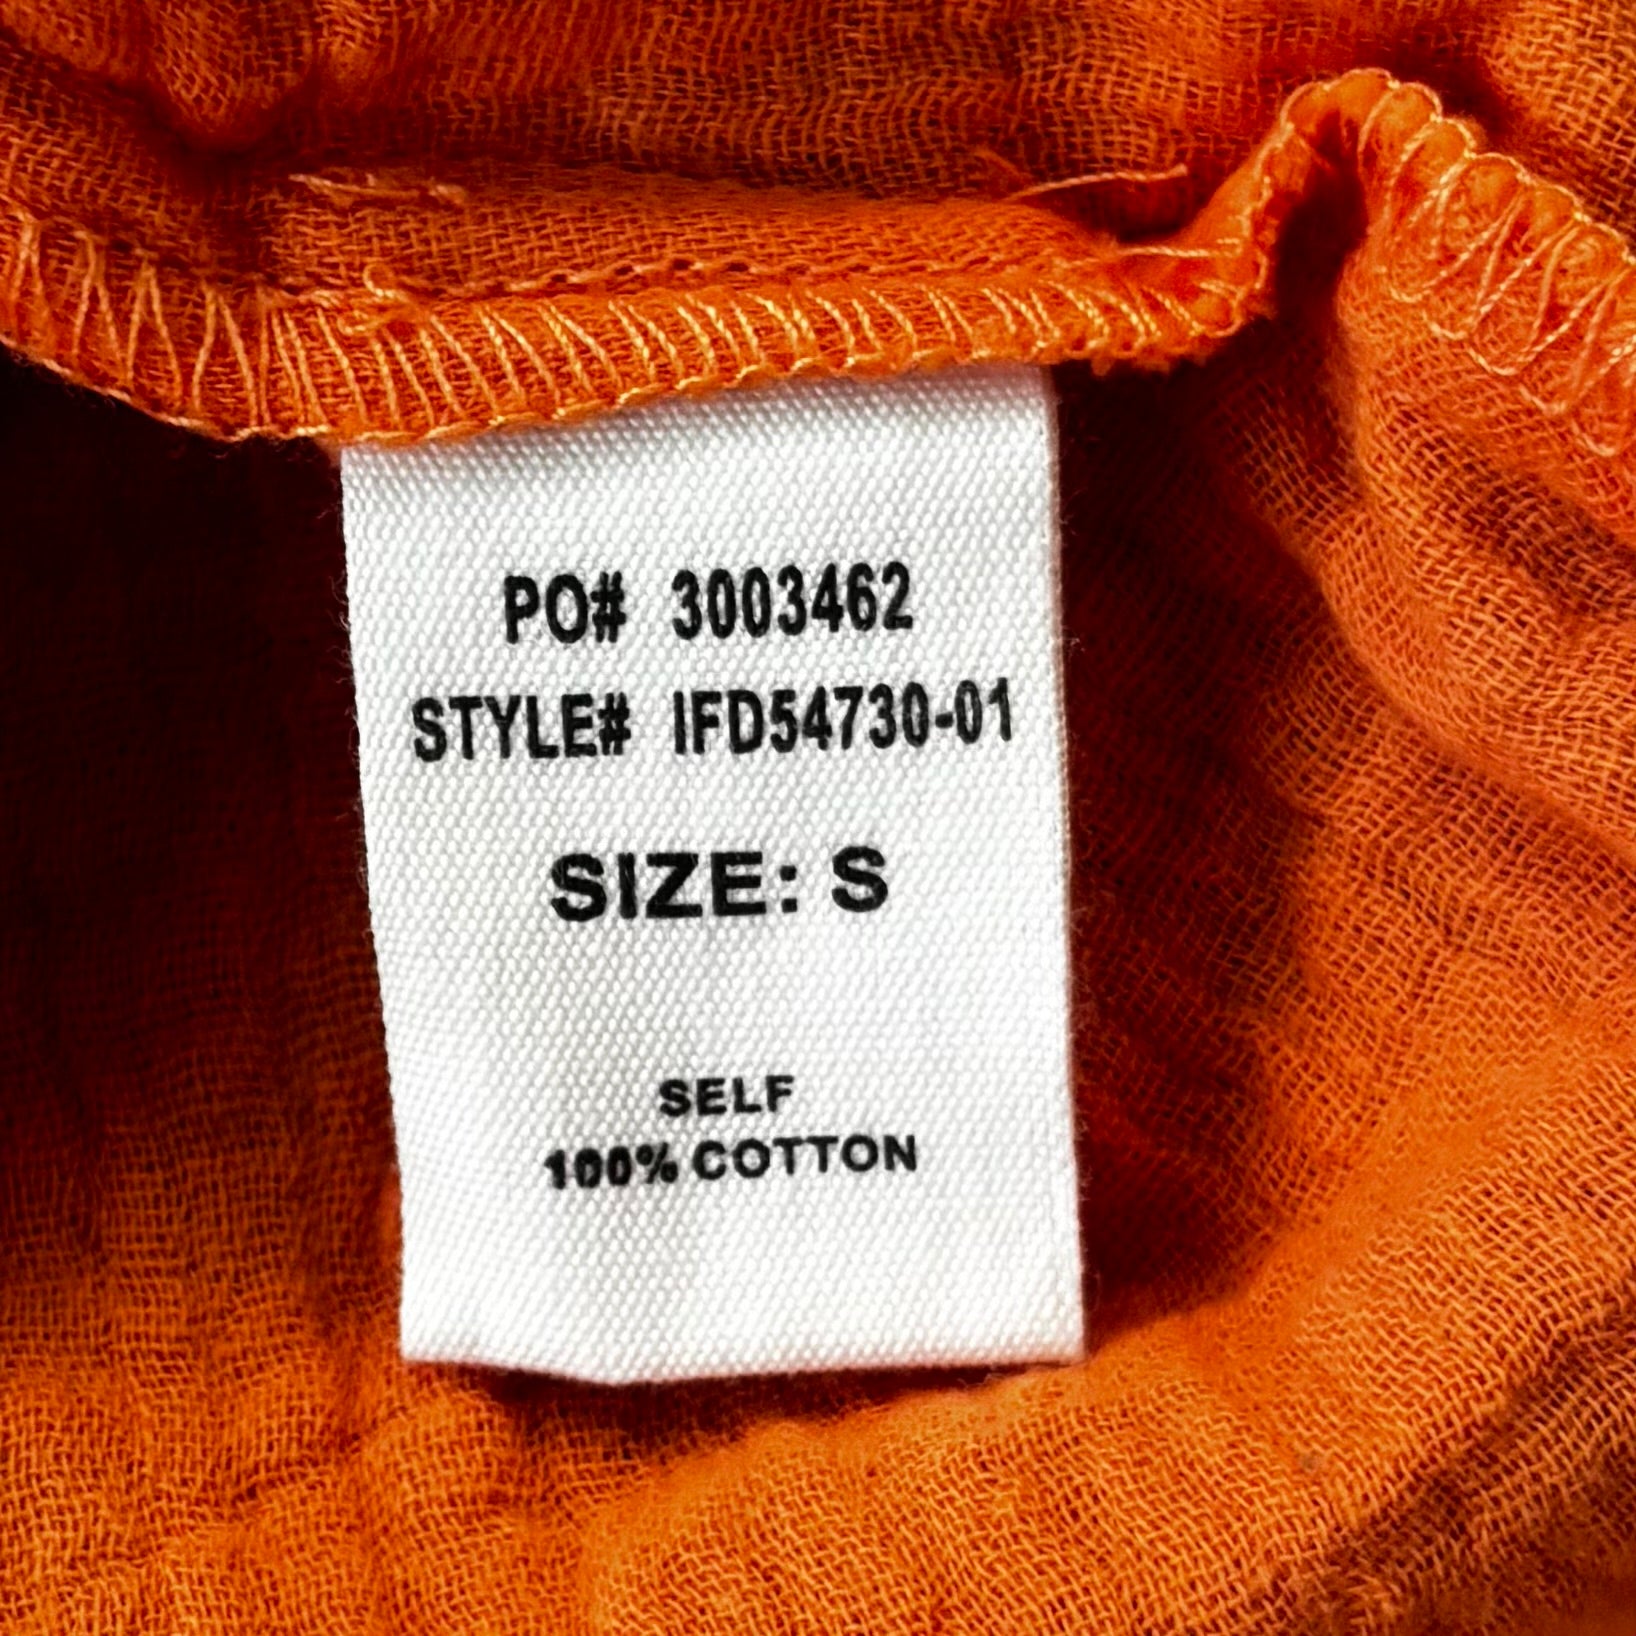 PO# 3003462
STYLE# IFD54730-01
SIZE: S
SELF
100% COTTON